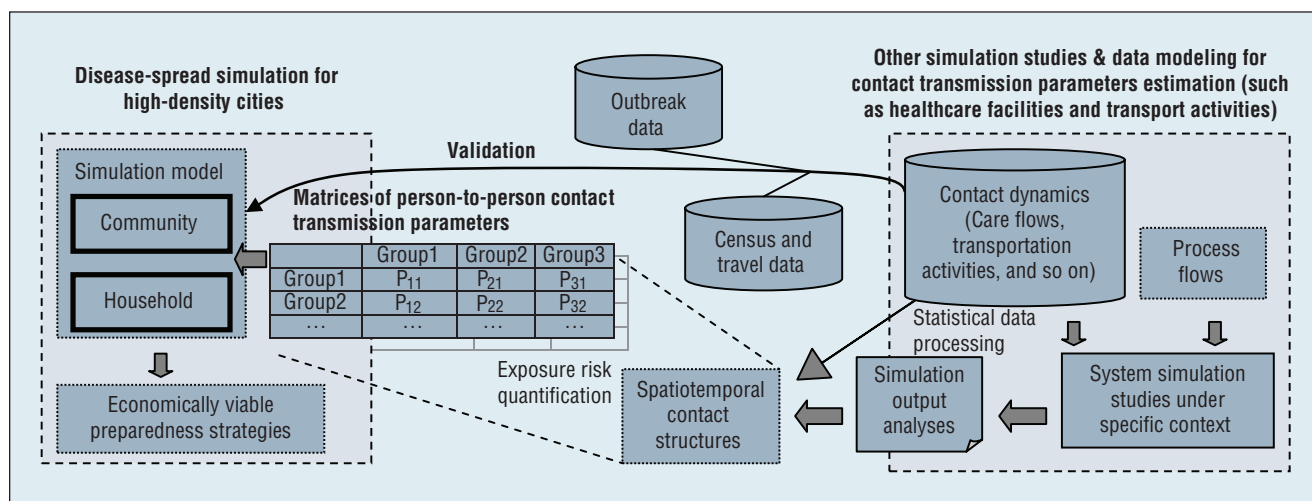 Disease-spread simulation for
high-density cities
Simulation model
Community
Household
Economically viable
preparedness strategies
Validation
Matrices of person-to-person contact
transmission parameters
Group1 Group2 Group3
Group1 P11 P21 P31
Group2 P12 P22 P32
... ... ... ...
Exposure risk
quantification
Outbreak
data
Census and
travel data
Spatiotemporal
contact
structures
Other simulation studies & data modeling for
contact transmission parameters estimation (such
as healthcare facilities and transport activities)
Contact dynamics
(Care flows,
transportation
activities, and so on)
Process
flows
Statistical data
processing
Simulation
output
analyses
System simulation
studies under
specific context